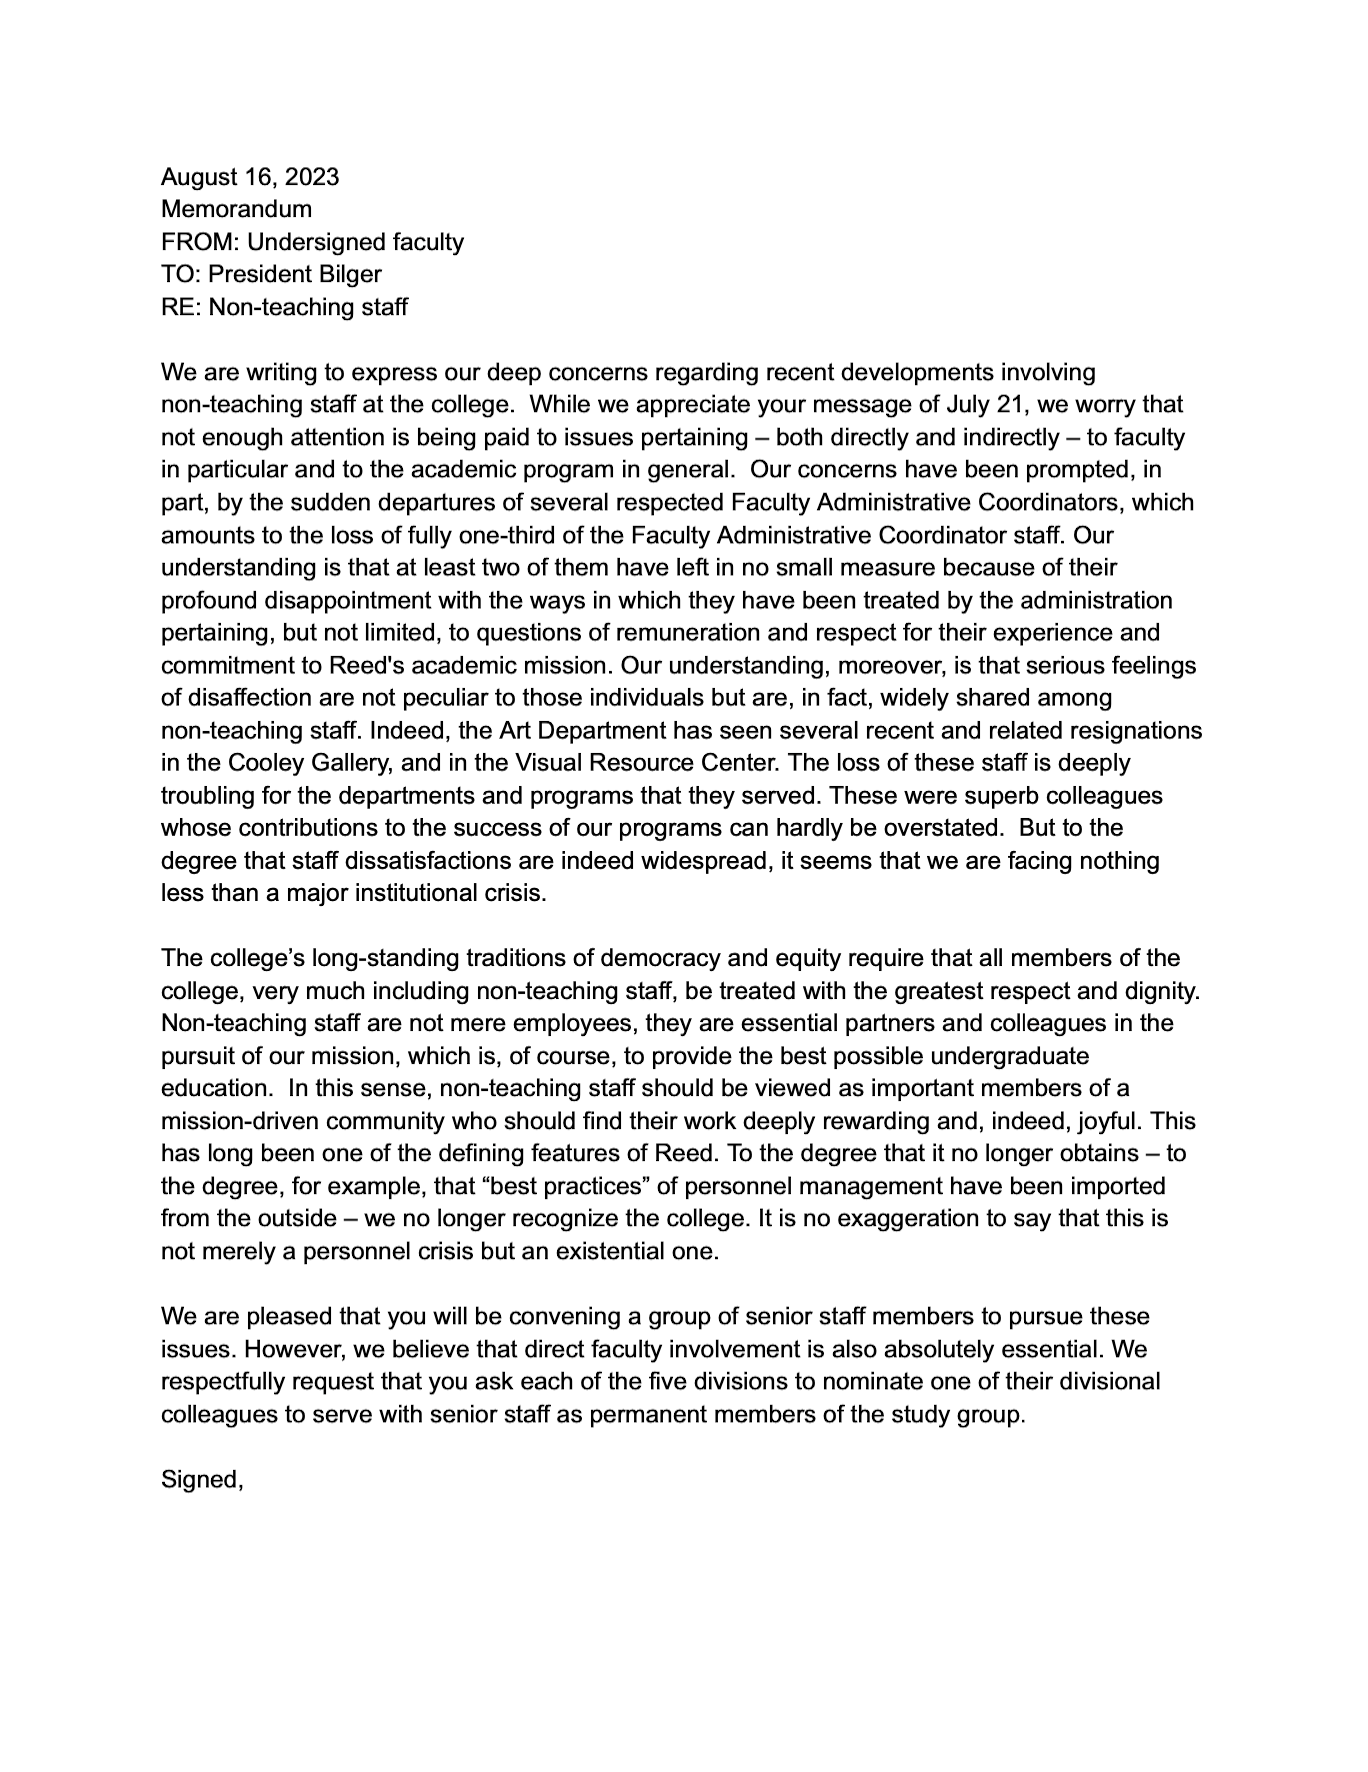 August 16, 2023
Memorandum
FROM: Undersigned faculty
TO: President Bilger
RE: Non-teaching staff
We are writing to express our deep concerns regarding recent developments involving
non-teaching staff at the college.  While we appreciate your message of July 21, we worry that
not enough attention is being paid to issues pertaining – both directly and indirectly – to faculty
in particular and to the academic program in general.  Our concerns have been prompted, in
part, by the sudden departures of several respected Faculty Administrative Coordinators, which
amounts to the loss of fully one-third of the Faculty Administrative Coordinator staff. Our
understanding is that at least two of them have left in no small measure because of their
profound disappointment with the ways in which they have been treated by the administration
pertaining, but not limited, to questions of remuneration and respect for their experience and
commitment to Reed's academic mission. Our understanding, moreover, is that serious feelings
of disaffection are not peculiar to those individuals but are, in fact, widely shared among
non-teaching staff. Indeed, the Art Department has seen several recent and related resignations
in the Cooley Gallery, and in the Visual Resource Center. The loss of these staff is deeply
troubling for the departments and programs that they served. These were superb colleagues
whose contributions to the success of our programs can hardly be overstated.  But to the
degree that staff dissatisfactions are indeed widespread, it seems that we are facing nothing
less than a major institutional crisis.
The college’s long-standing traditions of democracy and equity require that all members of the
college, very much including non-teaching staff, be treated with the greatest respect and dignity.
Non-teaching staff are not mere employees, they are essential partners and colleagues in the
pursuit of our mission, which is, of course, to provide the best possible undergraduate
education.  In this sense, non-teaching staff should be viewed as important members of a
mission-driven community who should find their work deeply rewarding and, indeed, joyful. This
has long been one of the defining features of Reed. To the degree that it no longer obtains – to
the degree, for example, that “best practices” of personnel management have been imported
from the outside – we no longer recognize the college. It is no exaggeration to say that this is
not merely a personnel crisis but an existential one.
We are pleased that you will be convening a group of senior staff members to pursue these
issues. However, we believe that direct faculty involvement is also absolutely essential. We
respectfully request that you ask each of the five divisions to nominate one of their divisional
colleagues to serve with senior staff as permanent members of the study group.
Signed,